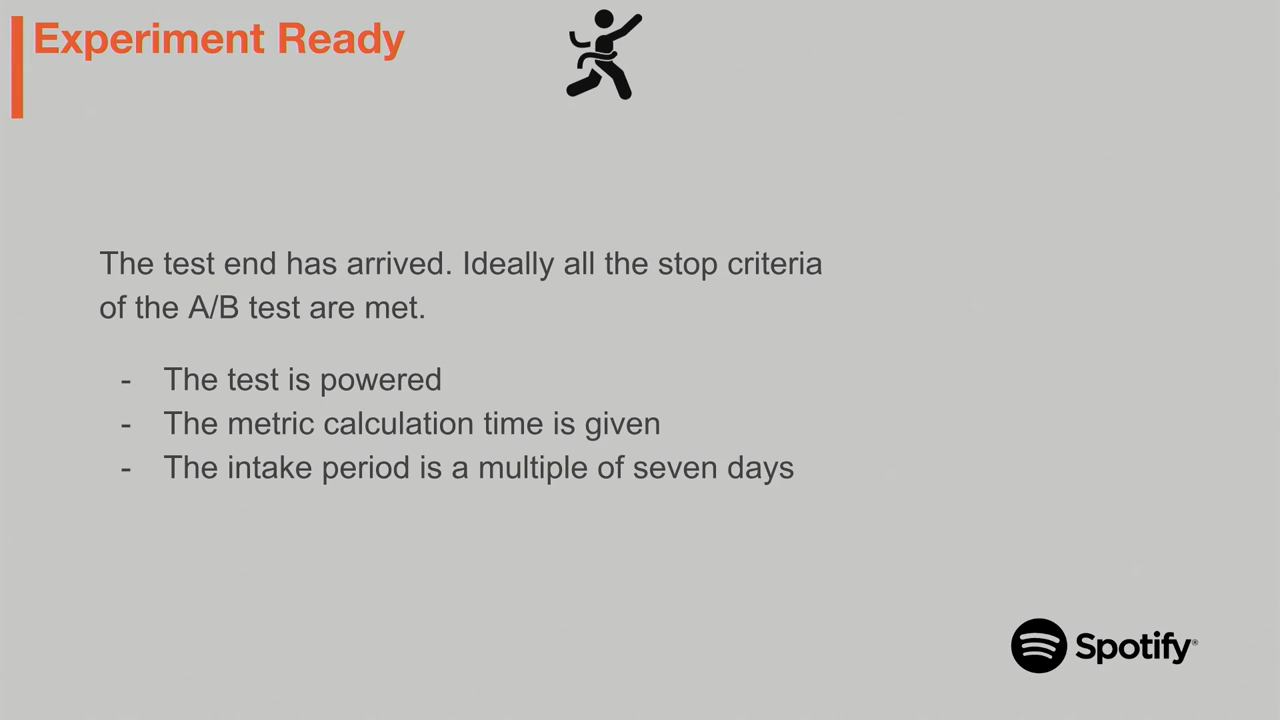 Experiment Ready
The test end has arrived. Ideally all the stop criteria
of the A/B test are met.
- The test is powered
- The metric calculation time is given
- The intake period is a multiple of seven days
Spotify®